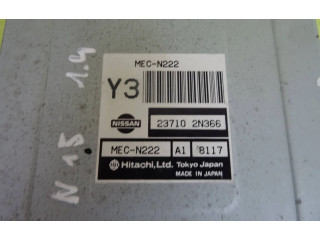 MEC-N222
Y3
NISSAN
23710 2N366
MEC-N222 A1 8117
Hitachi,Ltd. Tokyo Japan
MADE IN JAPAN
N15 1.4